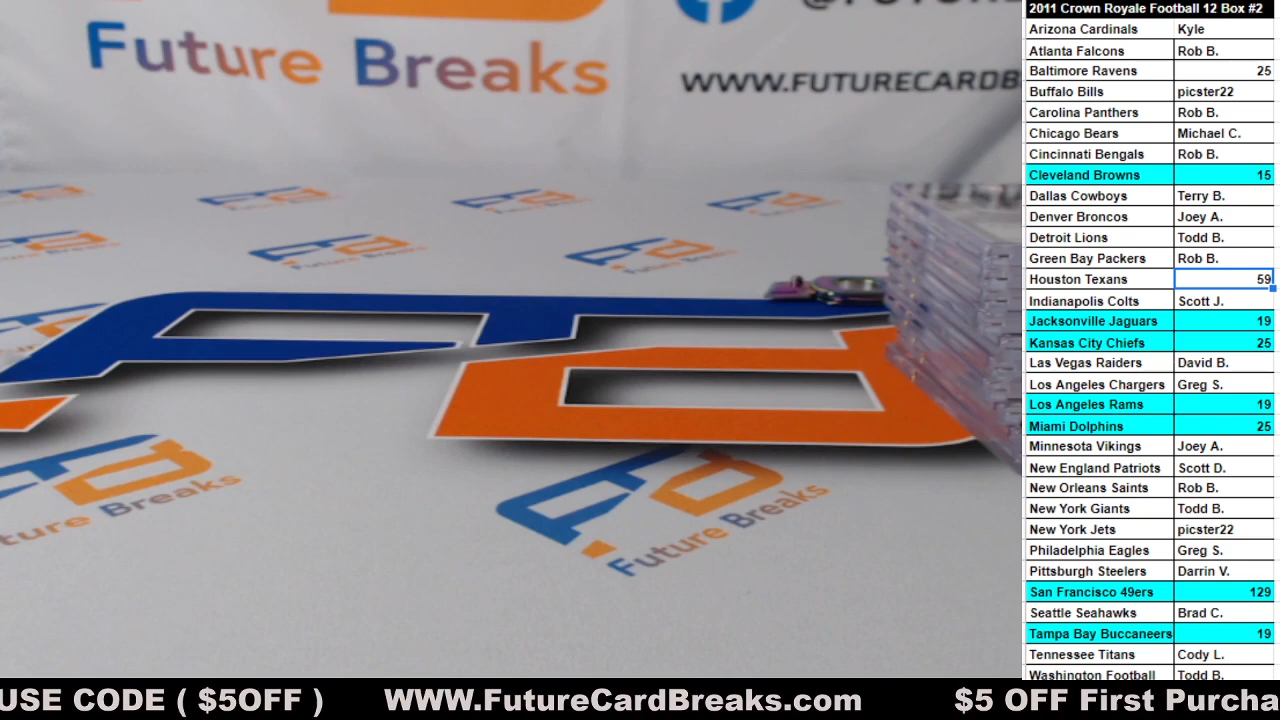 Future Breaks
WWW.FUTURECARDB
2011 Crown Royale Football 12 Box #2
Arizona Cardinals Kyle
Atlanta Falcons Rob B.
Baltimore Ravens 25
Buffalo Bills picster22
Carolina Panthers Rob B.
Chicago Bears Michael C.
Cincinnati Bengals Rob B.
Cleveland Browns 15
Dallas Cowboys Terry B.
Denver Broncos Joey A.
Detroit Lions Todd B.
Green Bay Packers Rob B.
Houston Texans 59
Indianapolis Colts Scott J.
Jacksonville Jaguars 19
Kansas City Chiefs 25
Las Vegas Raiders David B.
Los Angeles Chargers Greg S.
Los Angeles Rams 19
Miami Dolphins 25
Minnesota Vikings Joey A.
New England Patriots Scott D.
New Orleans Saints Rob B.
New York Giants Todd B.
New York Jets picster22
Philadelphia Eagles Greg S.
Pittsburgh Steelers Darrin V.
San Francisco 49ers 129
Seattle Seahawks Brad C.
Tampa Bay Buccaneers 19
Tennessee Titans Cody L.
Washington Football Todd B.
Future Breaks
Future Breaks
USE CODE ( $5OFF ) WWW.FutureCardBreaks.com $5 OFF First Purcha